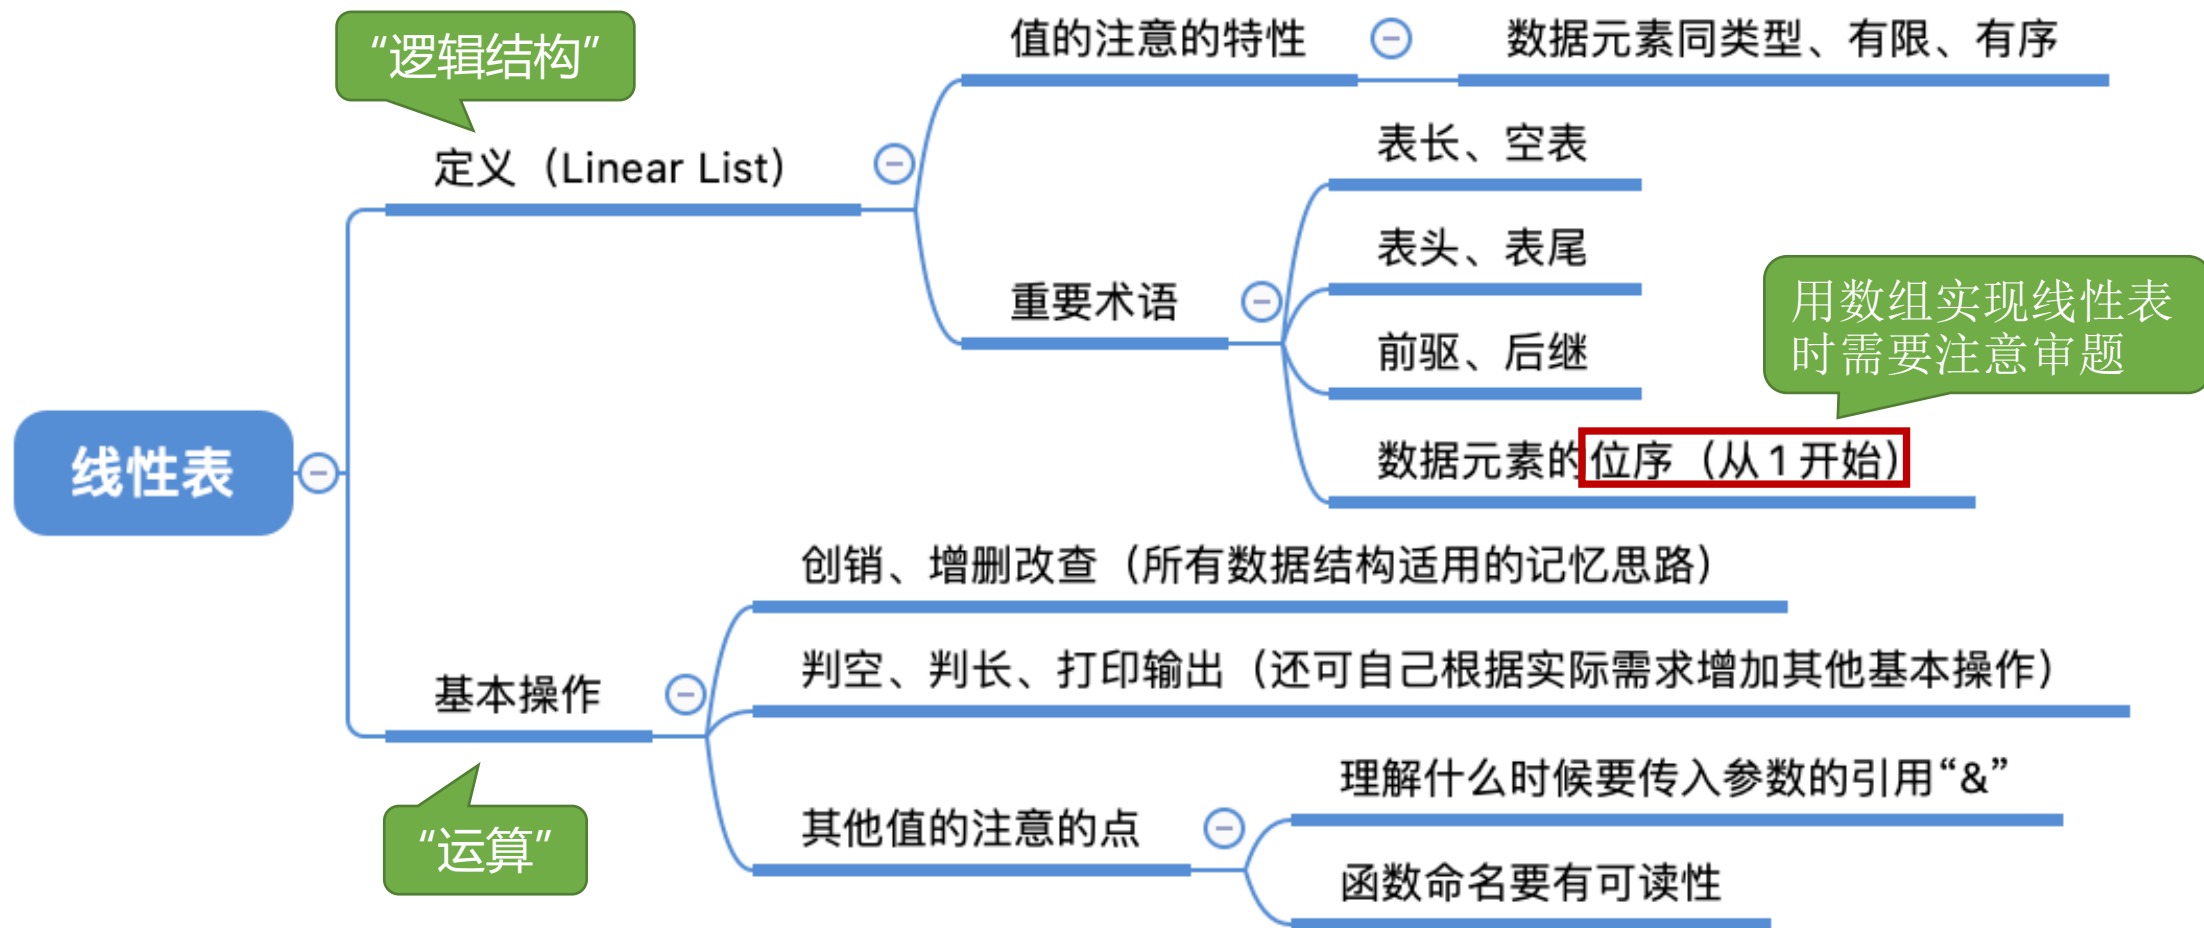 “逻辑结构”
值的注意的特性
数据元素同类型、有限、有序
定义（Linear List）
表长、空表
表头、表尾
重要术语
用数组实现线性表
时需要注意审题
前驱、后继
数据元素的位序（从1开始）
线性表
创销、增删改查（所有数据结构适用的记忆思路）
判空、判长、打印输出（还可自己根据实际需求增加其他基本操作）
基本操作
理解什么时候要传入参数的引用“&”
其他值的注意的点
“运算”
函数命名要有可读性